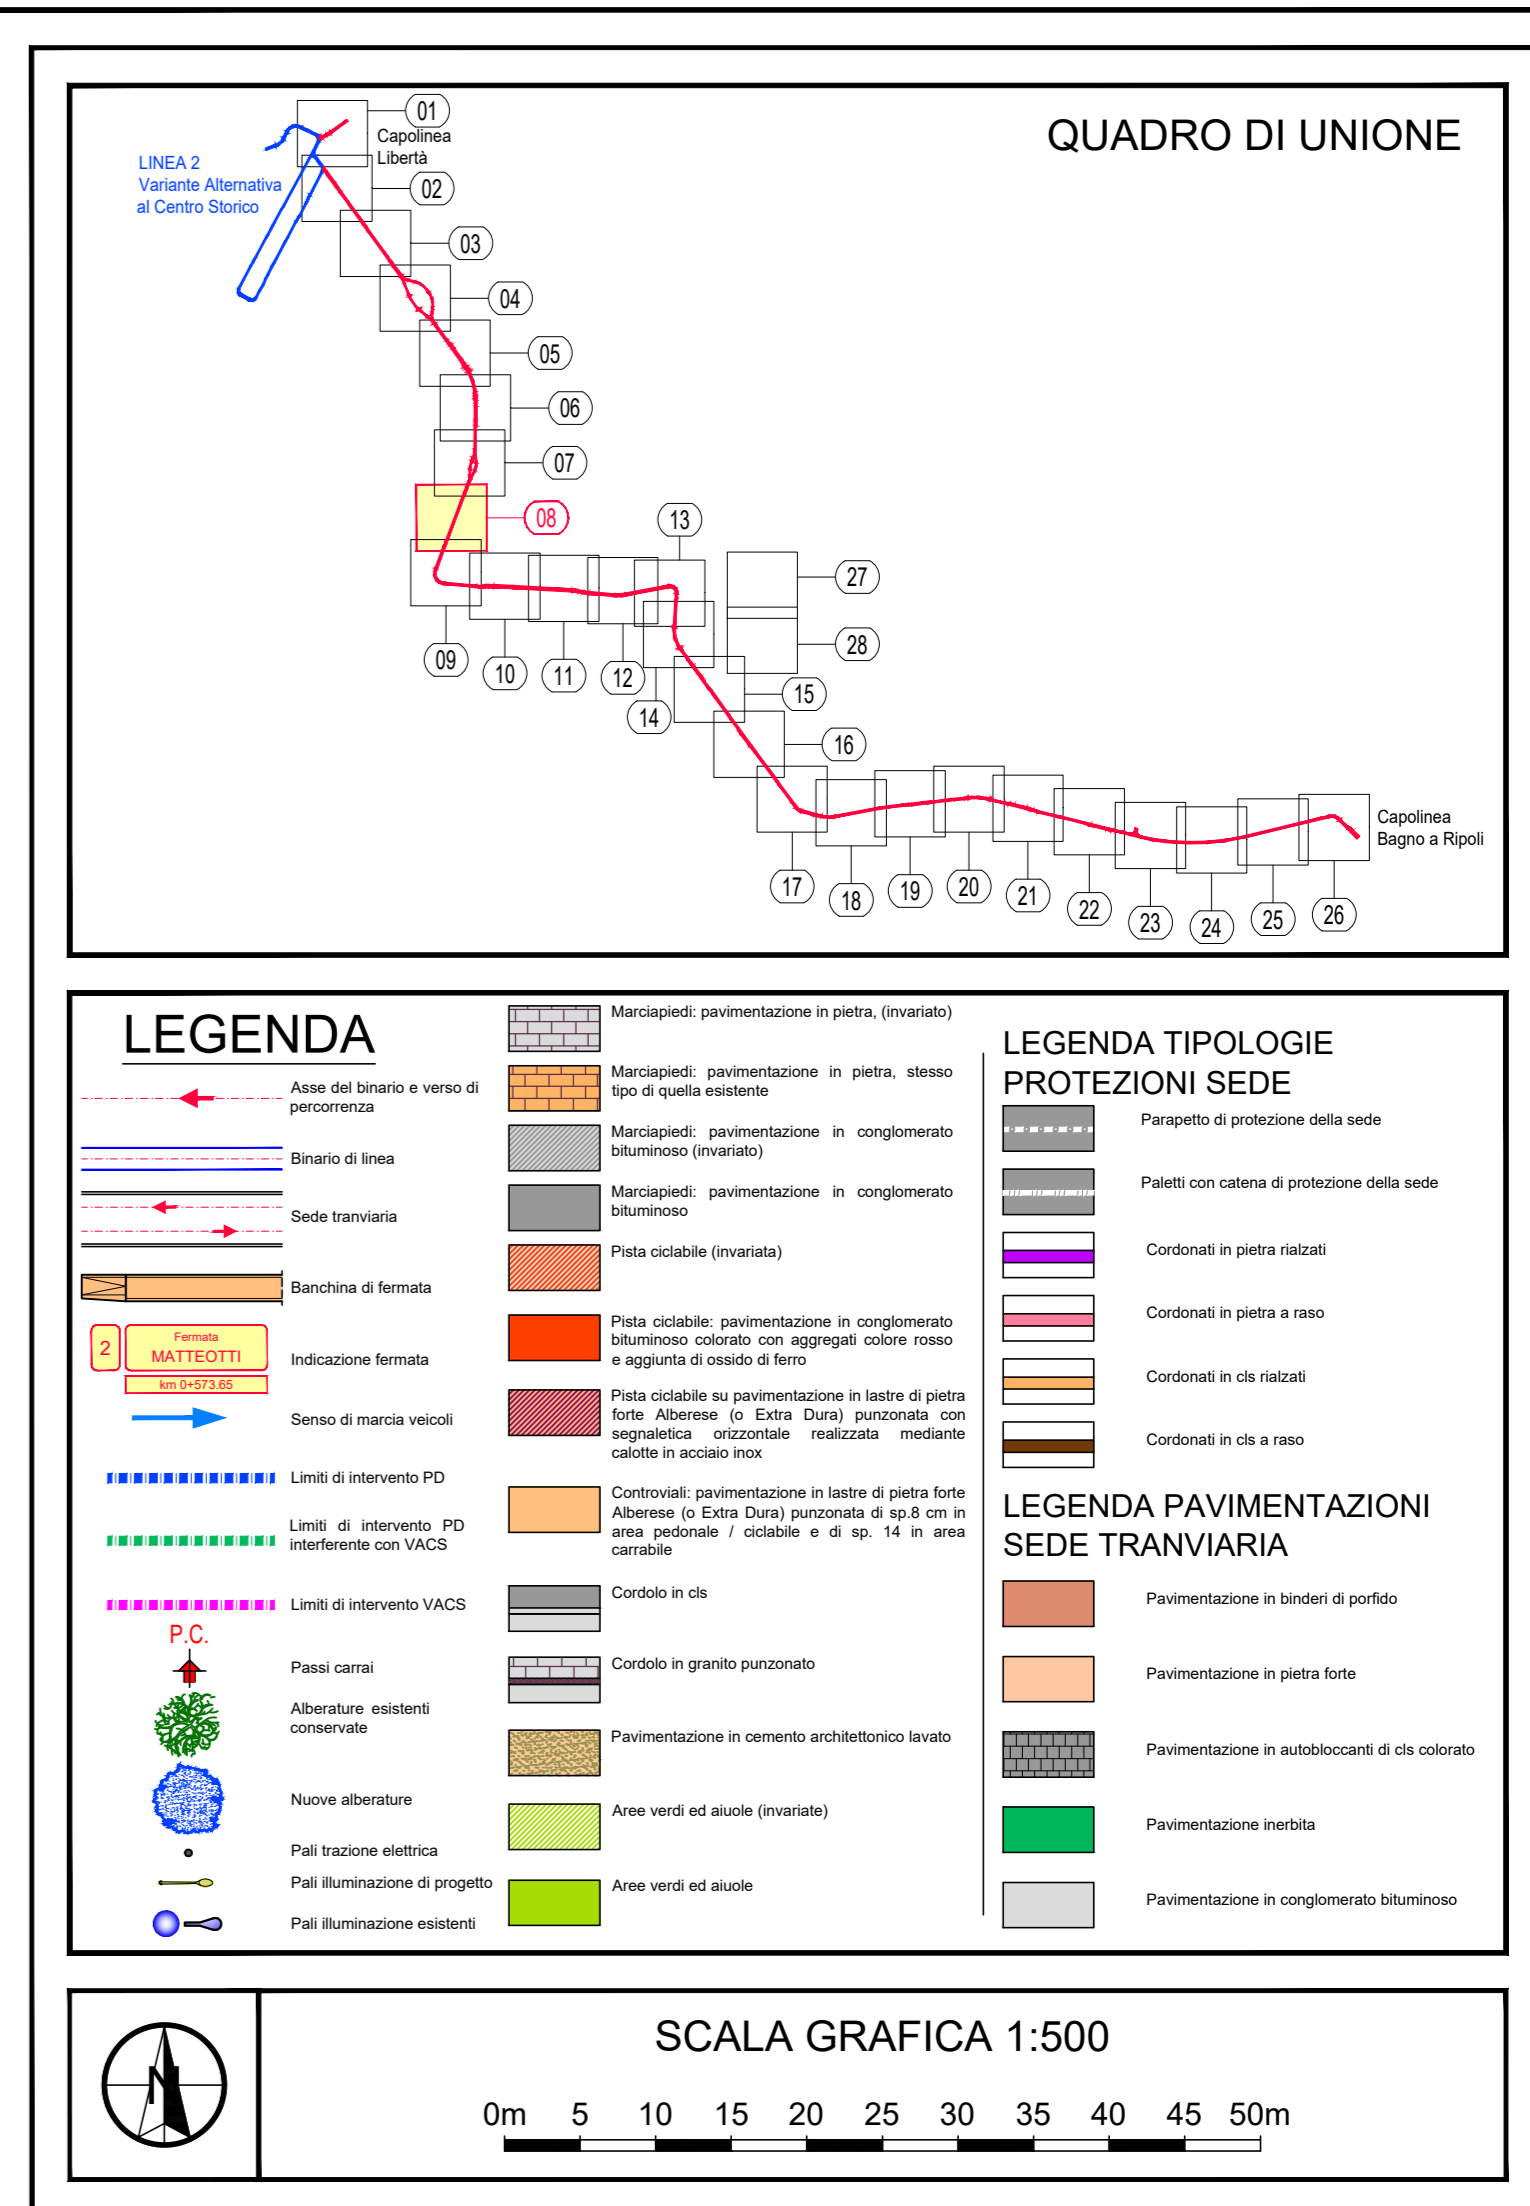 QUADRO DI UNIONE
01
Capolinea
Libertà
LINEA 2
Variante Alternativa
al Centro Storico
02
03
04
05
06
07
08
13
27
28
09
10
11
12
14
15
16
17
18
19
20
21
22
23
24
25
26
Capolinea
Bagno a Ripoli
LEGENDA
Asse del binario e verso di
percorrenza
Binario di linea
Sede tranviaria
Banchina di fermata
2
Fermata
MATTEOTTI
km 0+573.65
Indicazione fermata
Senso di marcia veicoli
Limiti di intervento PD
Limiti di intervento PD
interferente con VACS
Limiti di intervento VACS
P.C.
Passi carrai
Alberature esistenti
conservate
Nuove alberature
Pali trazione elettrica
Pali illuminazione di progetto
Pali illuminazione esistenti
Marciapiedi: pavimentazione in pietra, (invariato)
Marciapiedi: pavimentazione in pietra, stesso
tipo di quella esistente
Marciapiedi: pavimentazione in conglomerato
bituminoso (invariato)
Marciapiedi: pavimentazione in conglomerato
bituminoso
Pista ciclabile (invariata)
Pista ciclabile: pavimentazione in conglomerato
bituminoso colorato con aggregati colore rosso
e aggiunta di ossido di ferro
Pista ciclabile su pavimentazione in lastre di pietra
forte Alberese (o Extra Dura) punzonata con
segnaletica orizzontale realizzata mediante
calotte in acciaio inox
Controviali: pavimentazione in lastre di pietra forte
Alberese (o Extra Dura) punzonata di sp.8 cm in
area pedonale / ciclabile e di sp. 14 in area
carrabile
Cordolo in cls
Cordolo in granito punzonato
Pavimentazione in cemento architettonico lavato
Aree verdi ed aiuole (invariate)
Aree verdi ed aiuole
LEGENDA TIPOLOGIE
PROTEZIONI SEDE
Parapetto di protezione della sede
Paletti con catena di protezione della sede
Cordonati in pietra rialzati
Cordonati in pietra a raso
Cordonati in cls rialzati
Cordonati in cls a raso
LEGENDA PAVIMENTAZIONI
SEDE TRANVIARIA
Pavimentazione in binderi di porfido
Pavimentazione in pietra forte
Pavimentazione in autobloccanti di cls colorato
Pavimentazione inerbita
Pavimentazione in conglomerato bituminoso
N
SCALA GRAFICA 1:500
0m 5 10 15 20 25 30 35 40 45 50m